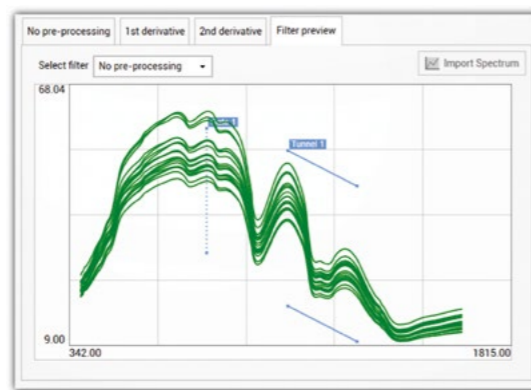 No pre-processing 1st derivative 2nd derivative Filter preview
Select filter No pre-processing Import Spectrum
68.04
Tunnel 1
9.00
342.00 1815.00